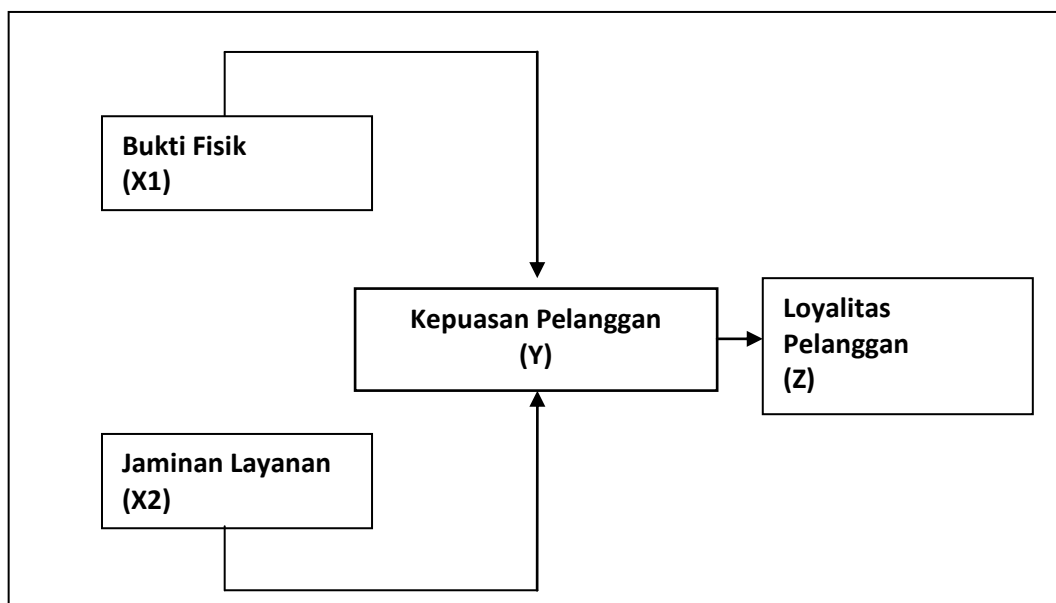 Bukti Fisik
(X1)
Kepuasan Pelanggan
(Y)
Loyalitas
Pelanggan
(Z)
Jaminan Layanan
(X2)